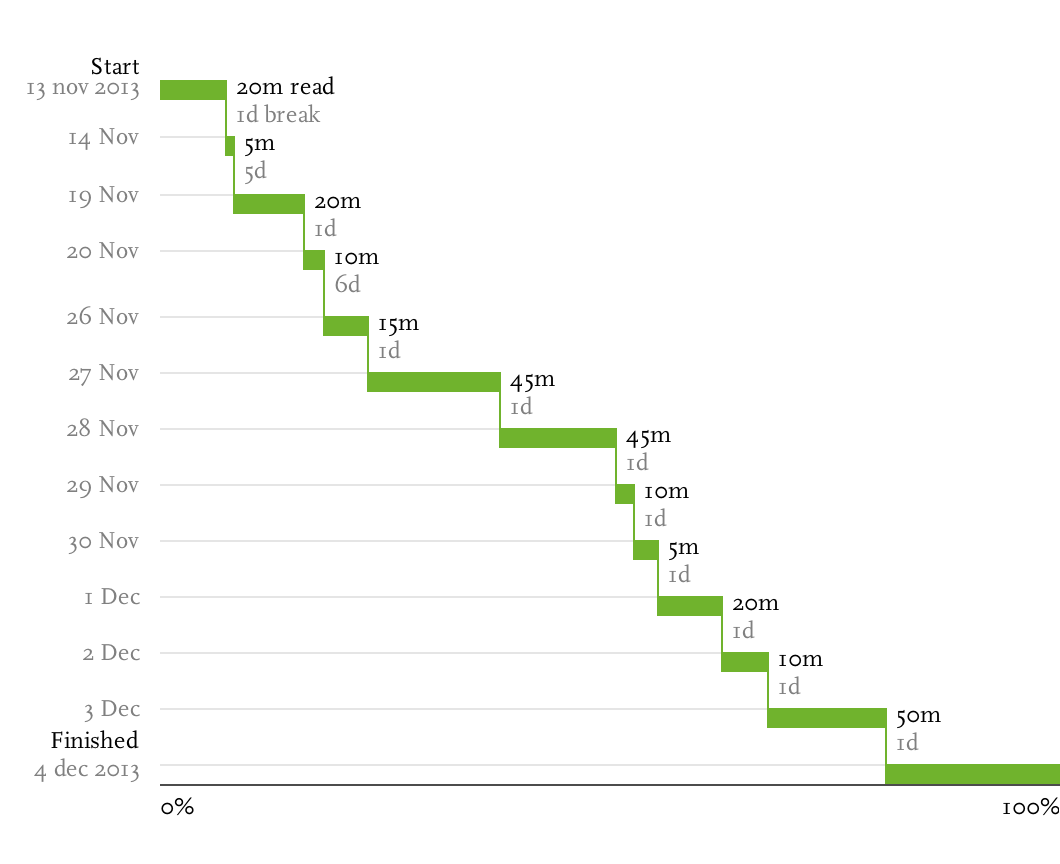 Start
13 nov 2013
20m read
1d break
14 Nov
5m
5d
19 Nov
20m
1d
20 Nov
10m
6d
26 Nov
15m
1d
27 Nov
45m
1d
28 Nov
45m
1d
29 Nov
10m
1d
30 Nov
5m
1d
1 Dec
20m
1d
2 Dec
10m
1d
3 Dec
50m
1d
Finished
4 dec 2013
0%
100%